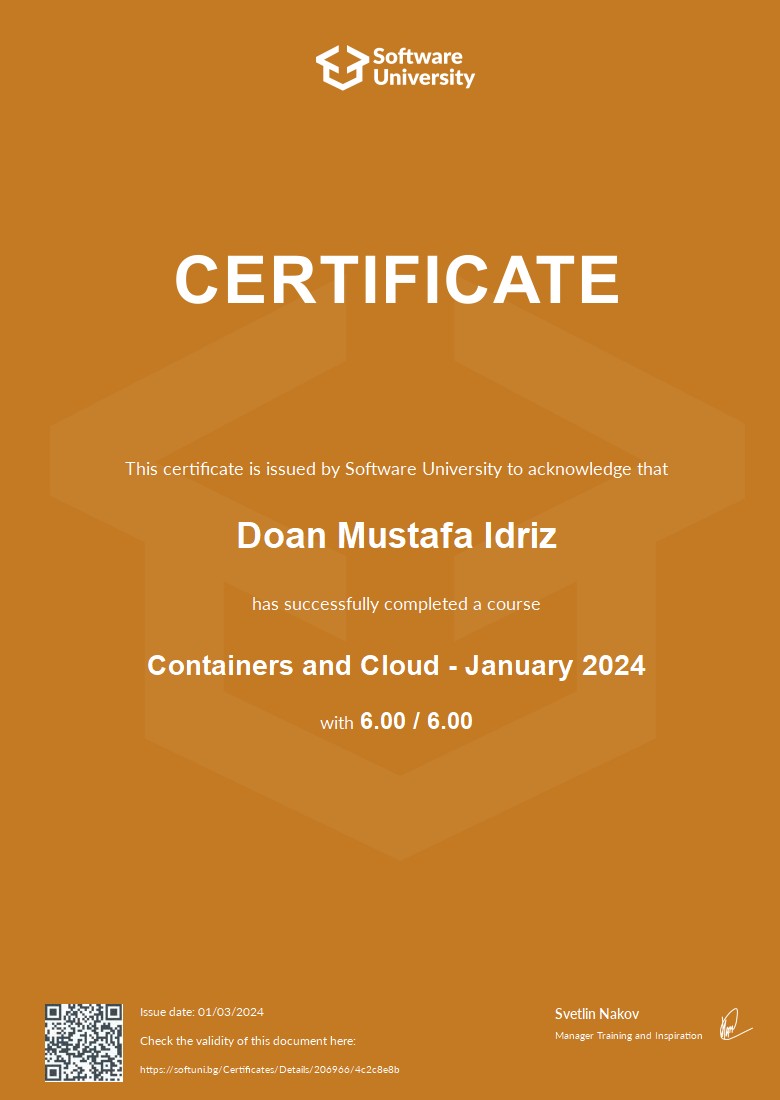 Software
University
CERTIFICATE
This certificate is issued by Software University to acknowledge that
Doan Mustafa Idriz
has successfully completed a course
Containers and Cloud - January 2024
with 6.00 / 6.00
Issue date: 01/03/2024
Check the validity of this document here:
https://softuni.bg/Certificates/Details/206966/4c2c8e8b
Svetlin Nakov
Manager Training and Inspiration